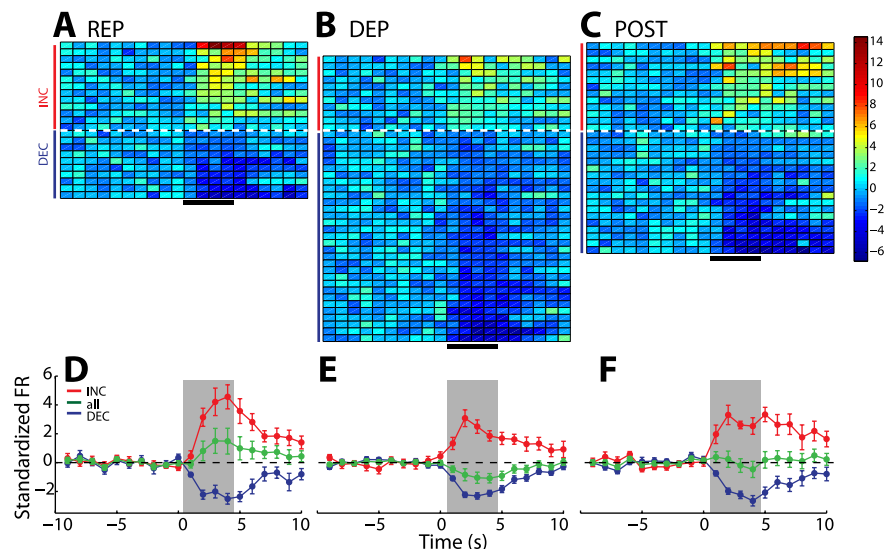 A REP
B DEP
C POST
INC
DEC
14
12
10
8
6
4
2
0
−2
−4
−6
D
E
F
Standardized FR
6
4
2
0
−2
INC
all
DEC
−10 −5 0 5 10
−5 0 5 10
−5 0 5 10
Time (s)